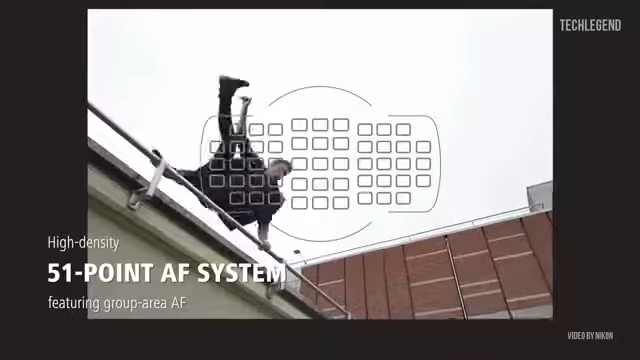 TECHLEGEND
High-density
51-POINT AF SYSTEM
featuring group-area AF
VIDEO BY NIKON